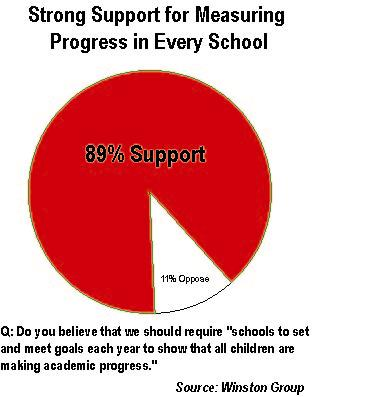 Strong Support for Measuring
Progress in Every School
89% Support
11% Oppose
Q: Do you believe that we should require "schools to set
and meet goals each year to show that all children are
making academic progress."
Source: Winston Group